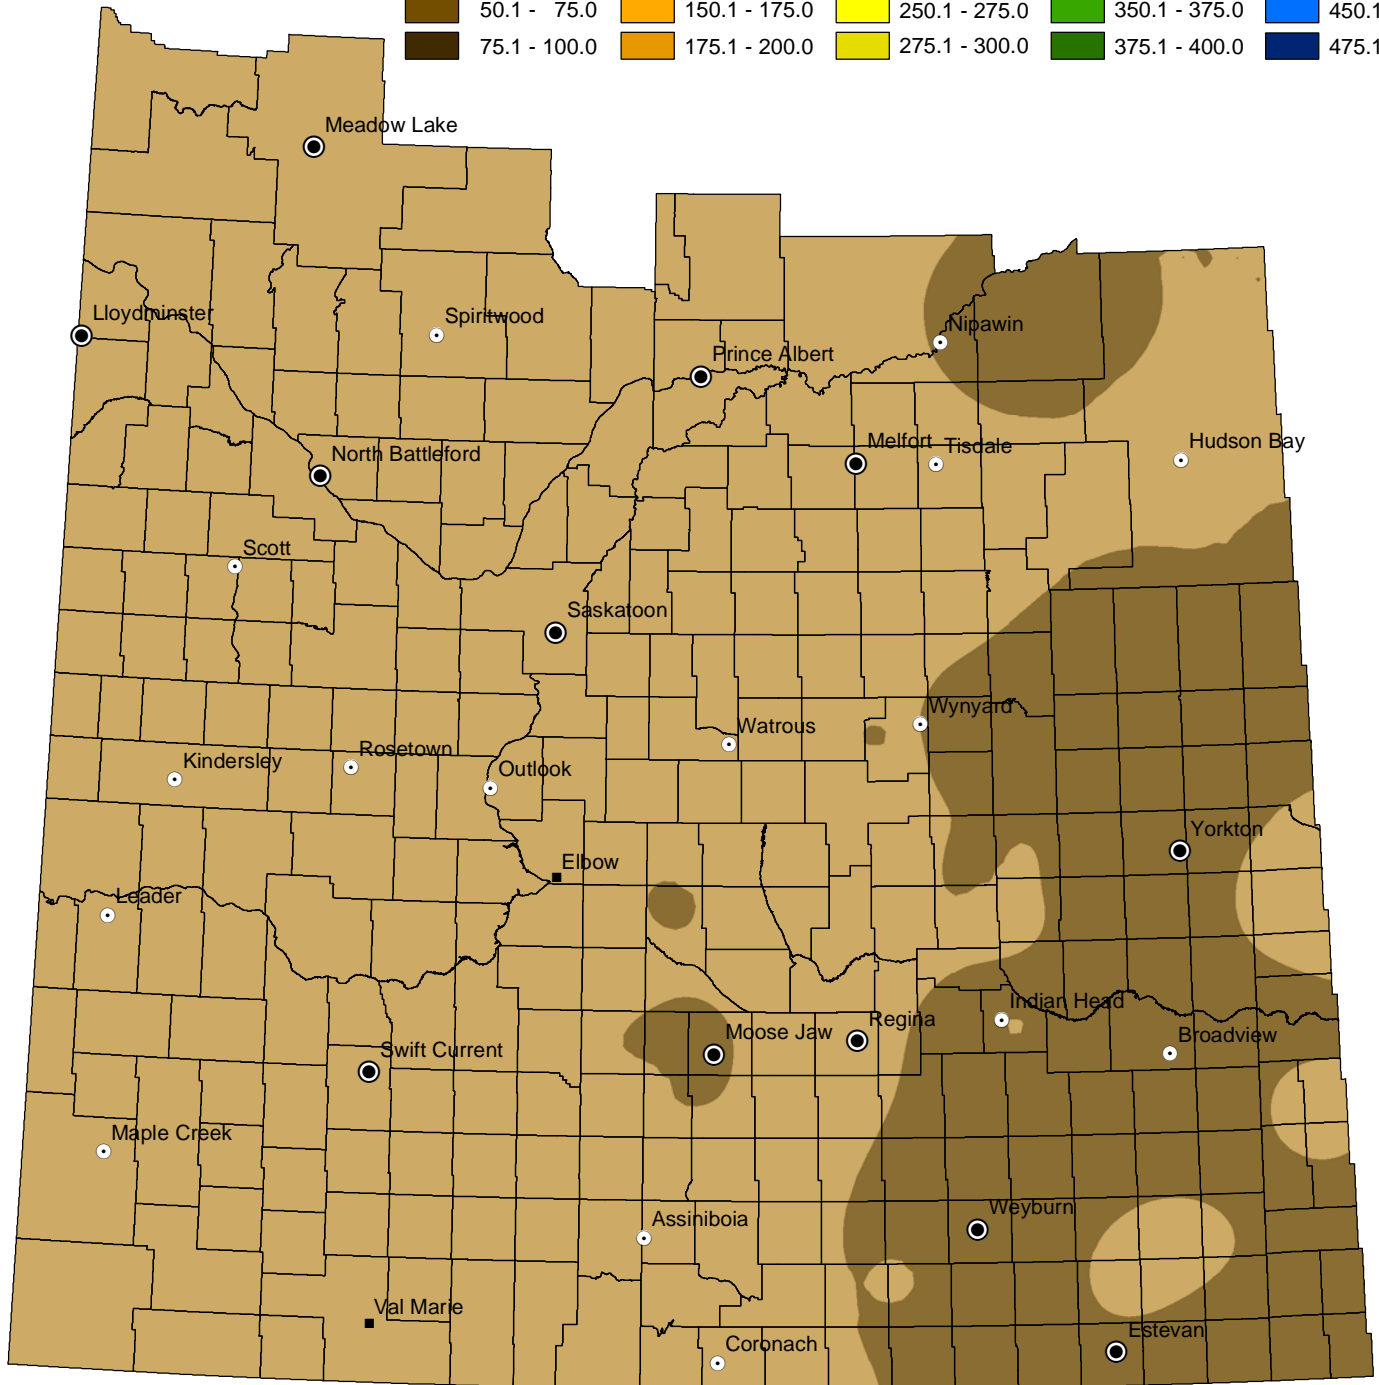 50.1 - 75.0 150.1 - 175.0 250.1 - 275.0 350.1 - 375.0 450.1
75.1 - 100.0 175.1 - 200.0 275.1 - 300.0 375.1 - 400.0 475.1
Meadow Lake
Lloydminster
Spiritwood
Nipawin
Prince Albert
Melfort
Tisdale
Hudson Bay
North Battleford
Scott
Saskatoon
Wynyard
Watrous
Rosetown
Kindersley
Outlook
Yorkton
Elbow
Leader
Indian Head
Regina
Moose Jaw
Broadview
Swift Current
Maple Creek
Weyburn
Assiniboia
Val Marie
Estevan
Coronach